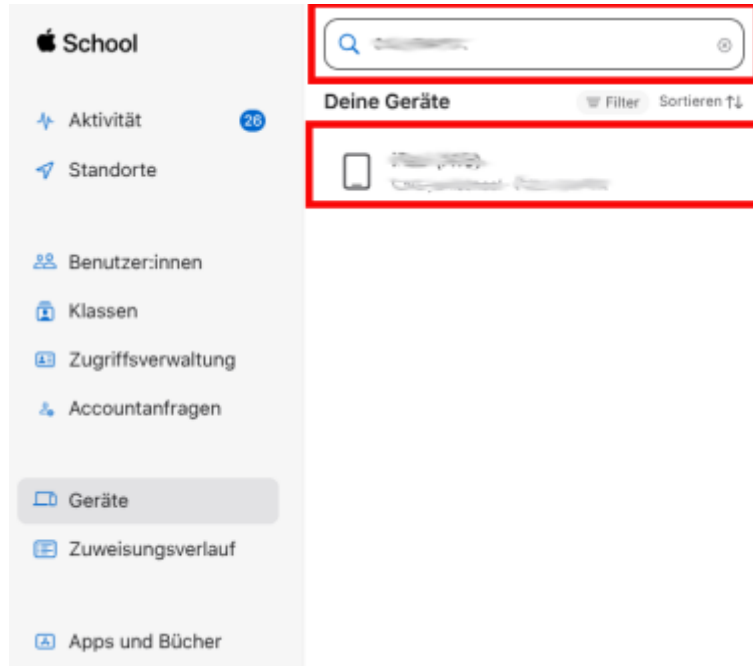 School
Aktivität 26
Standorte
Benutzer:innen
Klassen
Zugriffsverwaltung
Accountanfragen
Geräte
Zuweisungsverlauf
Apps und Bücher
Deine Geräte Filter Sortieren ↑↓